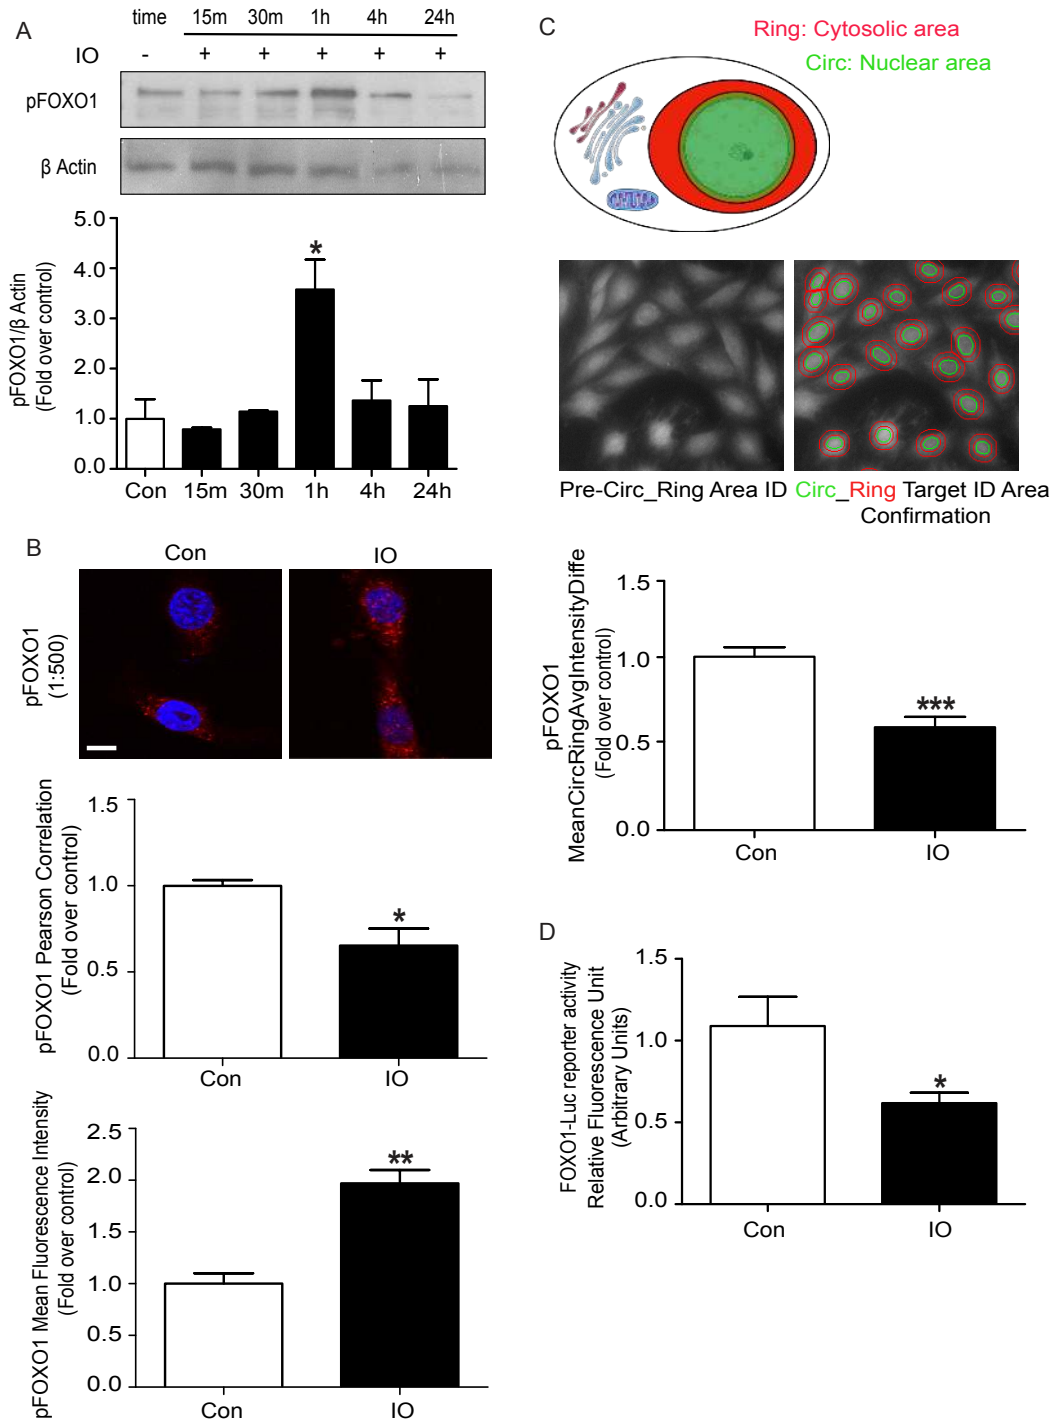 A
time 15m 30m 1h 4h 24h
IO - + + + + +
pFOXO1
β Actin
pFOXO1/β Actin
(Fold over control)
5.0
4.0
3.0
2.0
1.0
0.0
*
Con 15m 30m 1h 4h 24h
B
Con IO
pFOXO1
(1:500)
pFOXO1 Pearson Correlation
(Fold over control)
1.5
1.0
0.5
0.0
*
Con IO
pFOXO1 Mean Fluorescence Intensity
(Fold over control)
2.5
2.0
1.0
0.5
0.0
**
Con IO
C
Ring: Cytosolic area
Circ: Nuclear area
Pre-Circ_Ring Area ID
Circ_Ring Target ID Area
Confirmation
pFOXO1
MeanCircRingAvgIntensityDiffe
(Fold over control)
1.5
1.0
0.5
0.0
***
Con IO
D
FOXO1-Luc reporter activity
Relative Fluorescence Unit
(Arbitrary Units)
1.5
1.0
0.5
0.0
*
Con IO